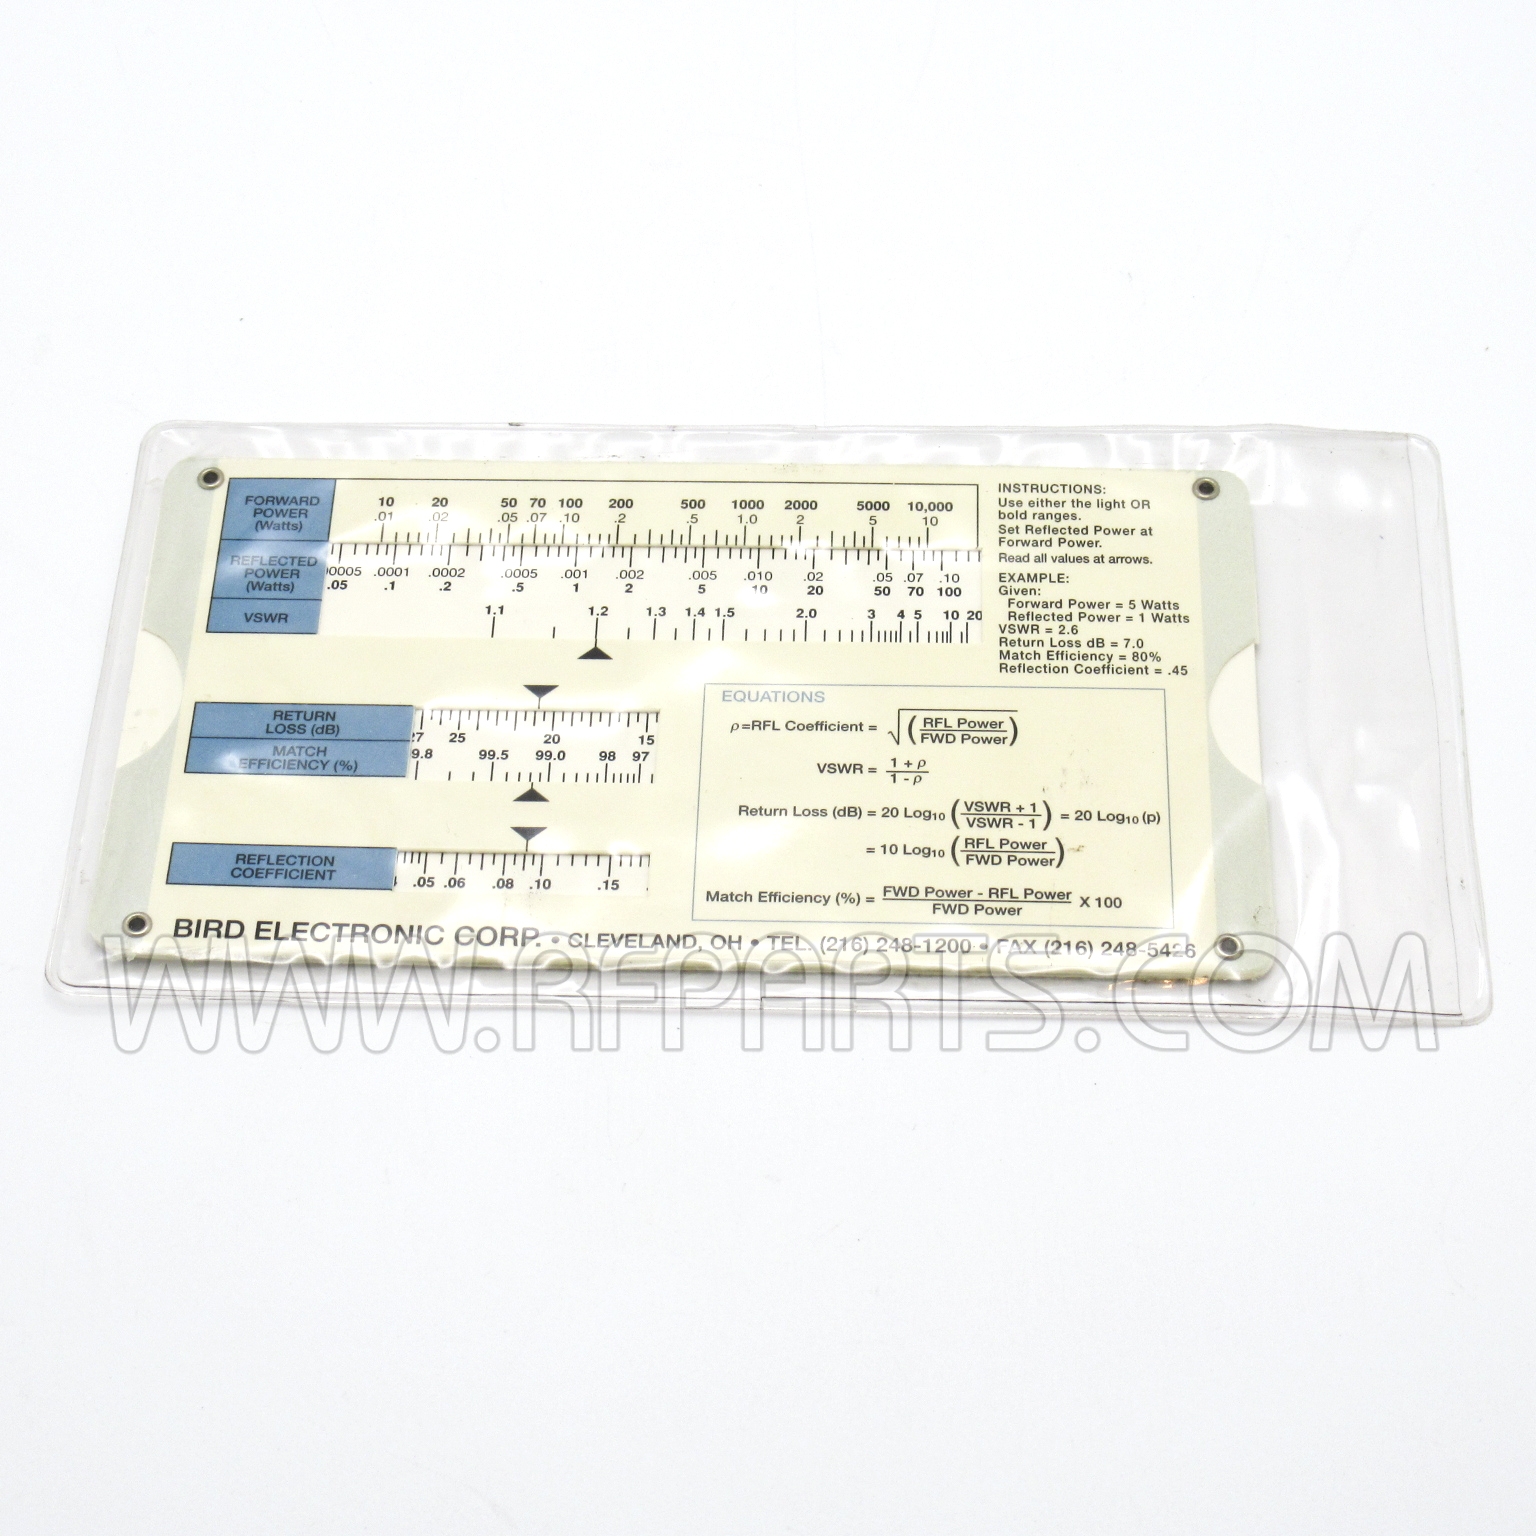 FORWARD
POWER
(Watts)
10 20 50 70 100 200 500 1000 2000 5000 10,000
.01 .02 .05 .07 .10 .2 .5 1.0 2 5 10
REFLECTED
POWER
(Watts)
.0001 .0002 .0005 .001 .002 .005 .010 .02 .05 .07 .10
.05 .1 .2 .5 1 2 5 10 20 50 70 100
VSWR
1.1 1.2 1.3 1.4 1.5 2.0 3 4 5 10 20
INSTRUCTIONS:
Use either the light OR
bold ranges.
Set Reflected Power at
Forward Power.
Read all values at arrows.
EXAMPLE:
Given:
Forward Power = 5 Watts
Reflected Power = 1 Watts
VSWR = 2.6
Return Loss dB = 7.0
Match Efficiency = 80%
Reflection Coefficient = .45
RETURN
LOSS (dB)
27 25 20 15
MATCH
EFFICIENCY (%)
9.8 99.5 99.0 98 97
REFLECTION
COEFFICIENT
.05 .06 .08 .10 .15
EQUATIONS
ρ=RFL Coefficient = √(RFL Power / FWD Power)
VSWR = 1 + ρ / 1 - ρ
Return Loss (dB) = 20 Log10 (VSWR + 1 / VSWR - 1) = 20 Log10 (p)
= 10 Log10 (RFL Power / FWD Power)
Match Efficiency (%) = FWD Power - RFL Power / FWD Power X 100
BIRD ELECTRONIC CORP. • CLEVELAND, OH • TEL. (216) 248-1200 • FAX (216) 248-5426
WWW.RFPARTS.COM